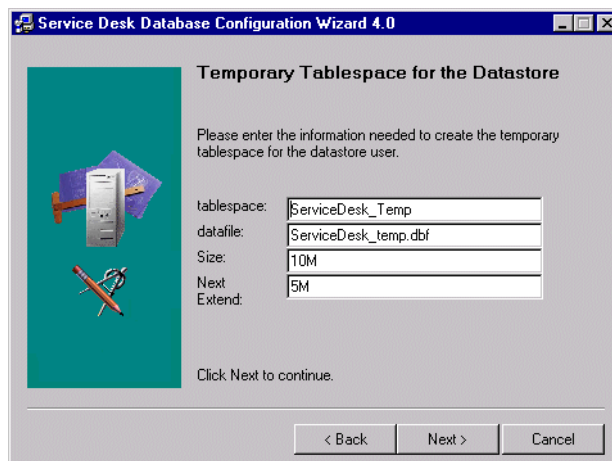 Service Desk Database Configuration Wizard 4.0
Temporary Tablespace for the Datastore
Please enter the information needed to create the temporary
tablespace for the datastore user.
tablespace: ServiceDesk_Temp
datafile: ServiceDesk_temp.dbf
Size: 10M
Next 5M
Extend:
Click Next to continue.
< Back Next > Cancel